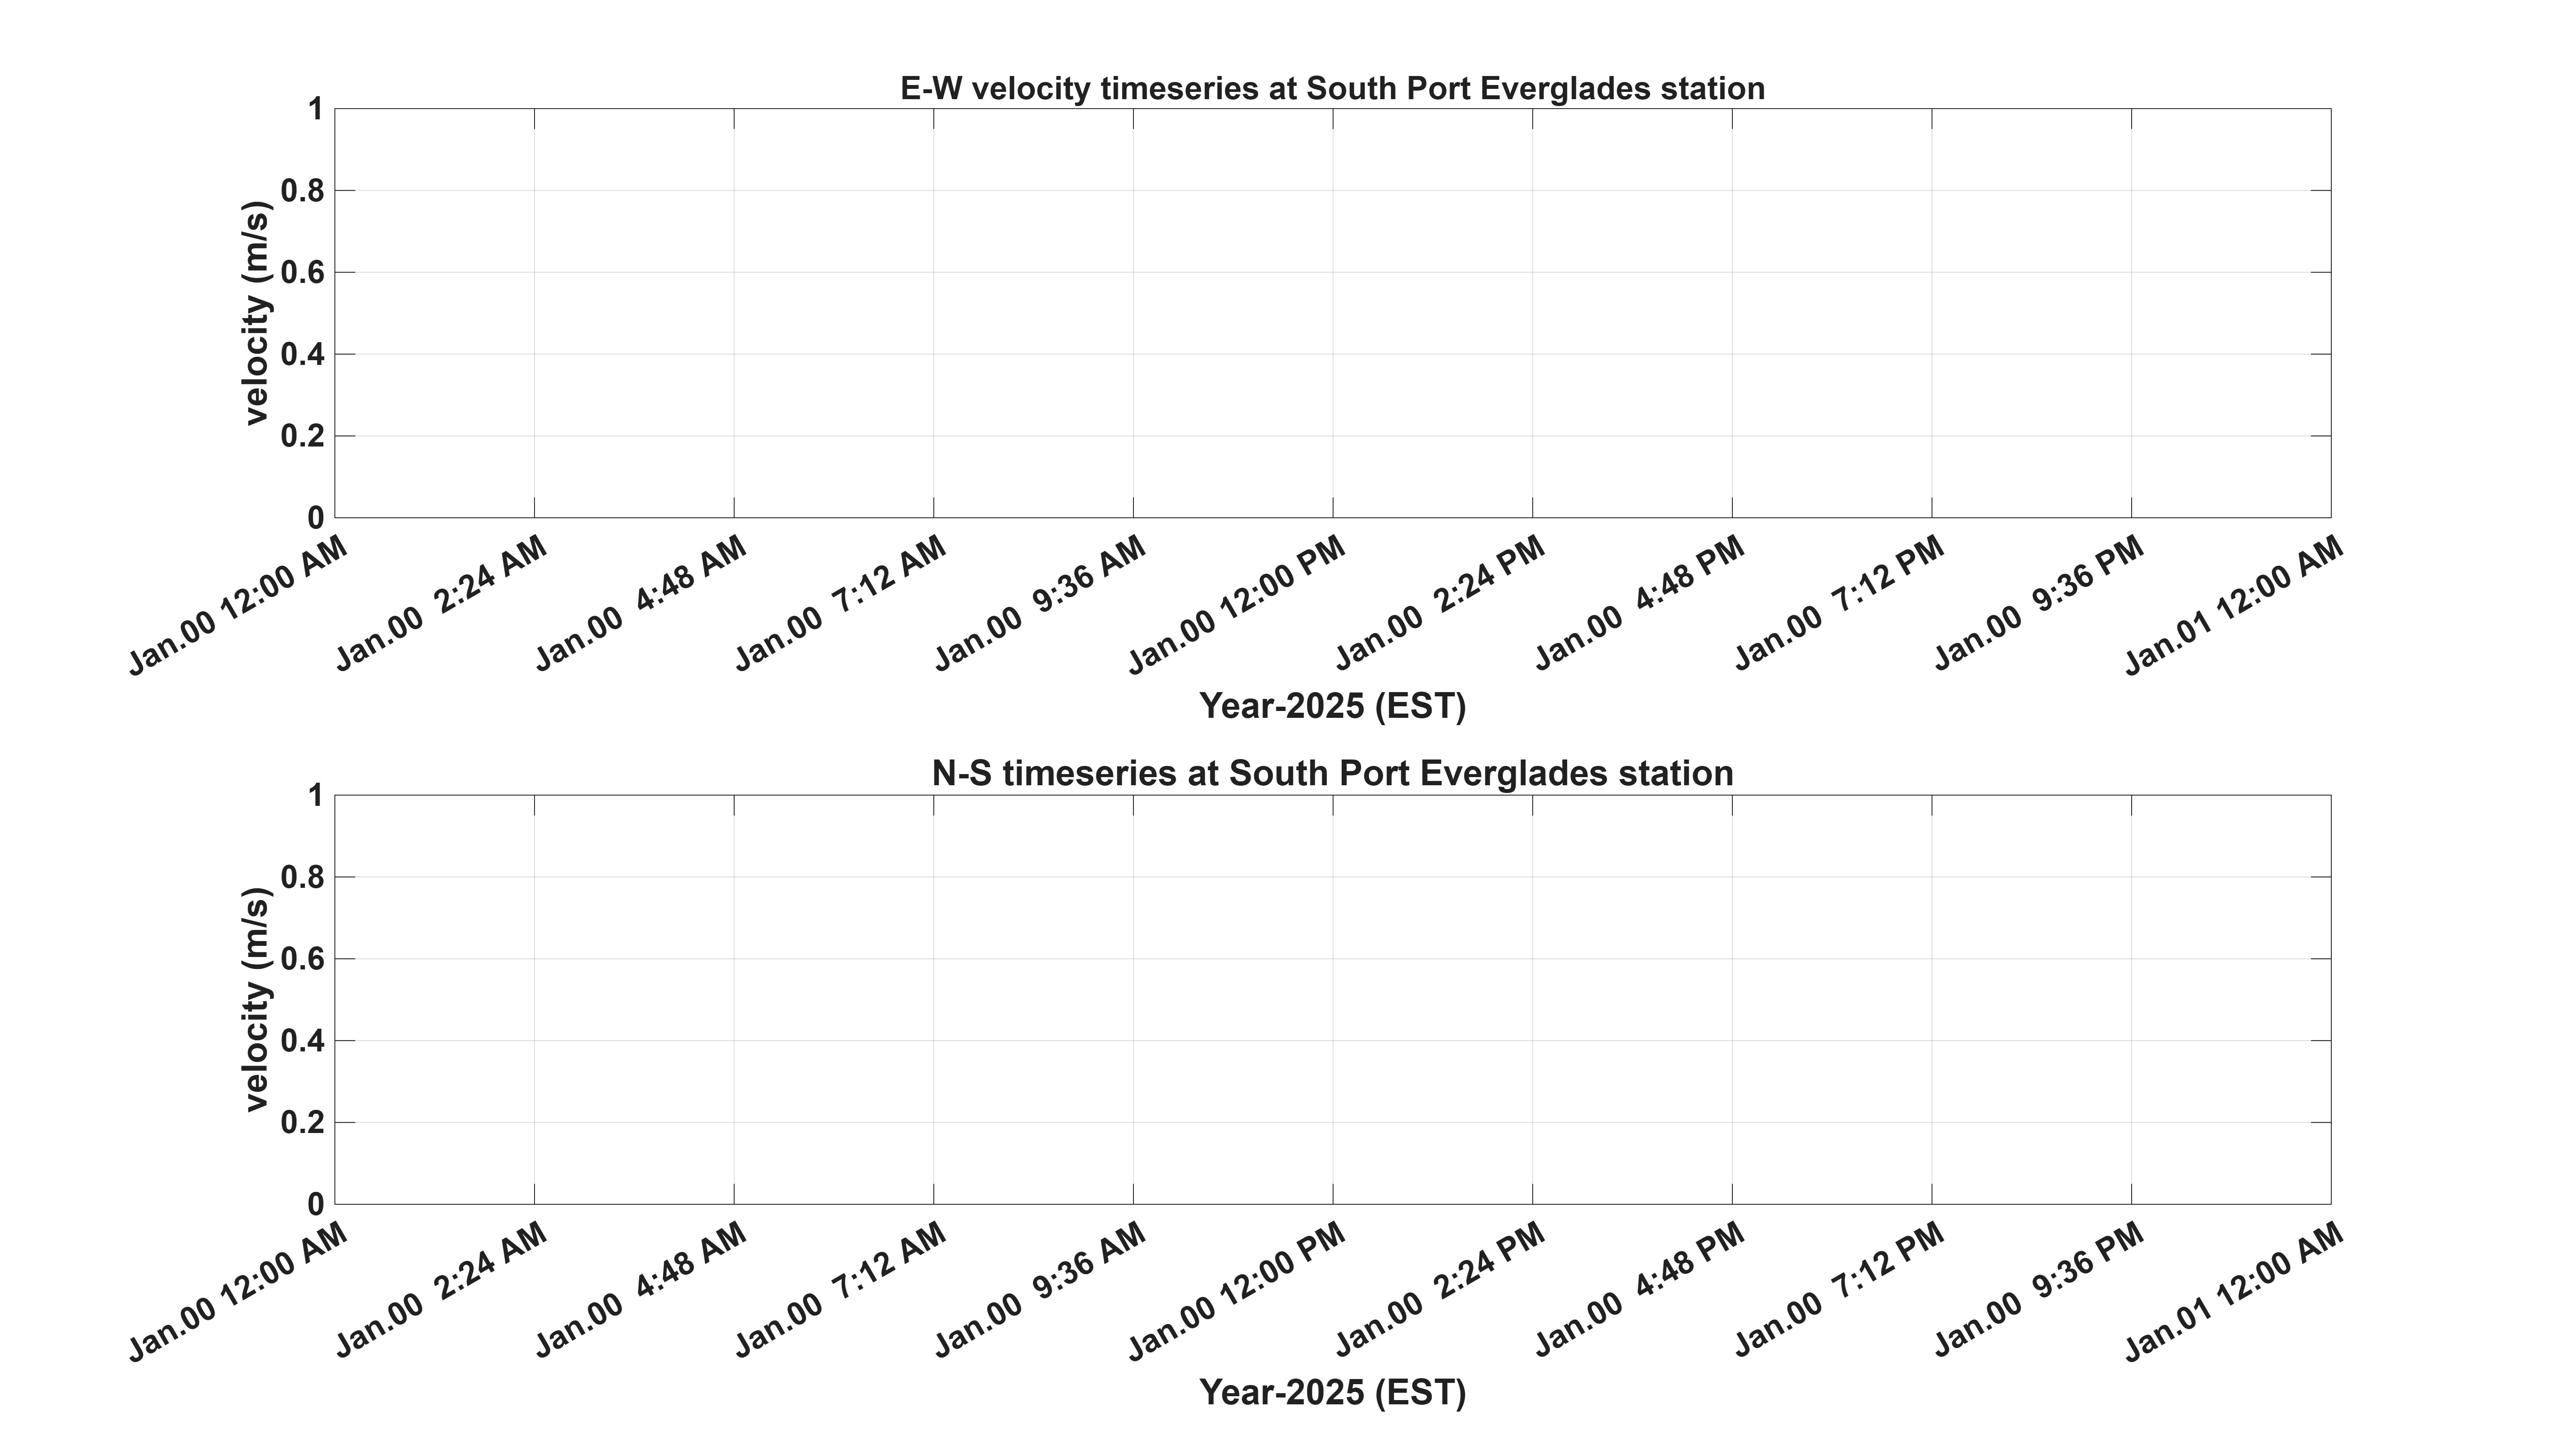 E-W velocity timeseries at South Port Everglades station
velocity (m/s)
1
0.8
0.6
0.4
0.2
0
Jan.00 12:00 AM
Jan.00  2:24 AM
Jan.00  4:48 AM
Jan.00  7:12 AM
Jan.00  9:36 AM
Jan.00 12:00 PM
Jan.00  2:24 PM
Jan.00  4:48 PM
Jan.00  7:12 PM
Jan.00  9:36 PM
Jan.01 12:00 AM
Year-2025 (EST)
N-S timeseries at South Port Everglades station
velocity (m/s)
1
0.8
0.6
0.4
0.2
0
Jan.00 12:00 AM
Jan.00  2:24 AM
Jan.00  4:48 AM
Jan.00  7:12 AM
Jan.00  9:36 AM
Jan.00 12:00 PM
Jan.00  2:24 PM
Jan.00  4:48 PM
Jan.00  7:12 PM
Jan.00  9:36 PM
Jan.01 12:00 AM
Year-2025 (EST)